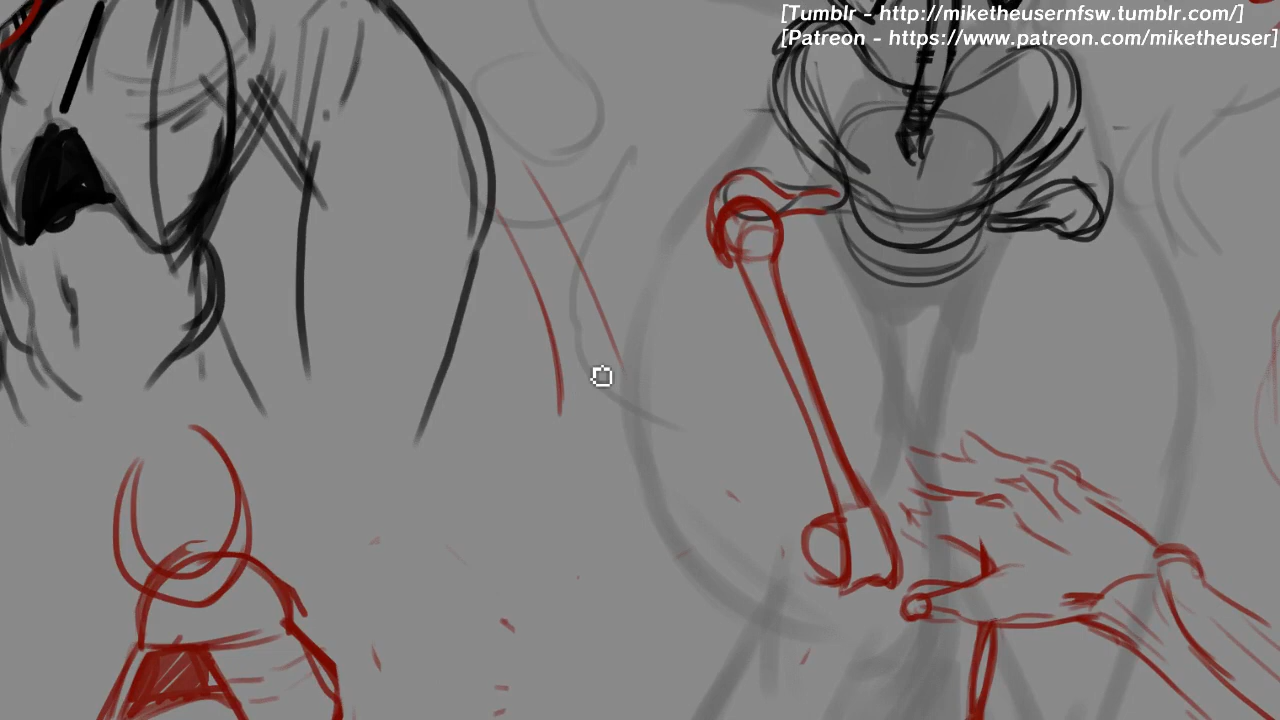 [Tumblr - http://miketheusernfsw.tumblr.com/]
[Patreon - https://www.patreon.com/miketheuser]